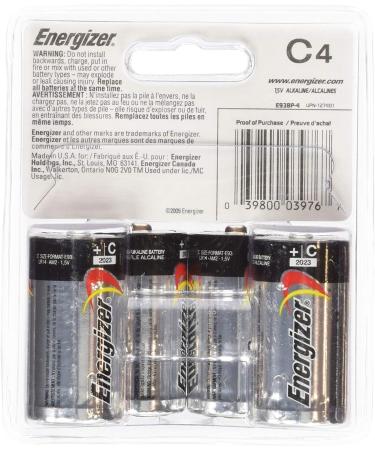 Energizer.
C4
WARNING: Do not install
backwards, charge, put in
fire or mix with used or other
battery types – may explode
or leak causing injury. Replace
all batteries at the same time.
AVERTISSEMENT : N'installez pas la pile à l'envers, ne la
chargez pas, ne la jetez pas au feu ou ne la mélangez pas
avec d'autres piles – elle risque d'exploser ou de fuir,
en entraînant des blessures. Remplacez toutes les piles en
même temps.
Energizer and other marks are trademarks of Energizer.
Energizer et les autres marques sont des marques de
commerce d'Energizer.
Made in U.S.A. for: / Fabriqué aux É.-U. pour : Energizer
Holdings, Inc., St. Louis, MO 63141. Energizer Canada
Inc., Walkerton, Ontario N0G 2V0 TM Used under lic./MC
Usage lic.
www.energizer.com
1.5V ALKALINE/ALCALINES
E93BP-4
Proof of Purchase / Preuve d'achat
0 39800 03976
©2009 Energizer
+C
2023
Energizer
ALKALINE BATTERY
PILE ALCALINE
Energizer
Energizer
+C
2023
Energizer